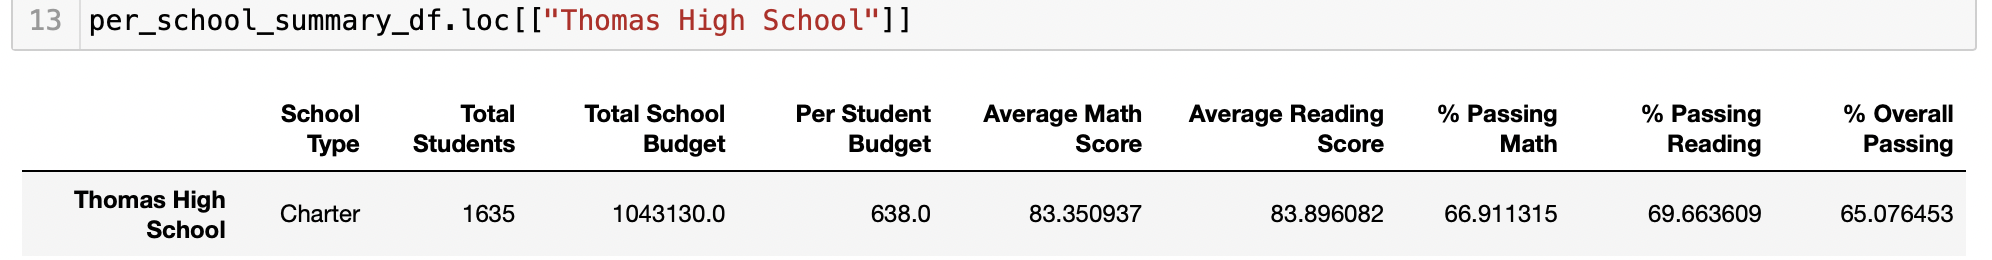 13 per_school_summary_df.loc[["Thomas High School"]]
School Total Total School Per Student Average Math Average Reading % Passing % Passing % Overall
Type Students Budget Budget Score Score Math Reading Passing
Thomas High
School Charter 1635 1043130.0 638.0 83.350937 83.896082 66.911315 69.663609 65.076453